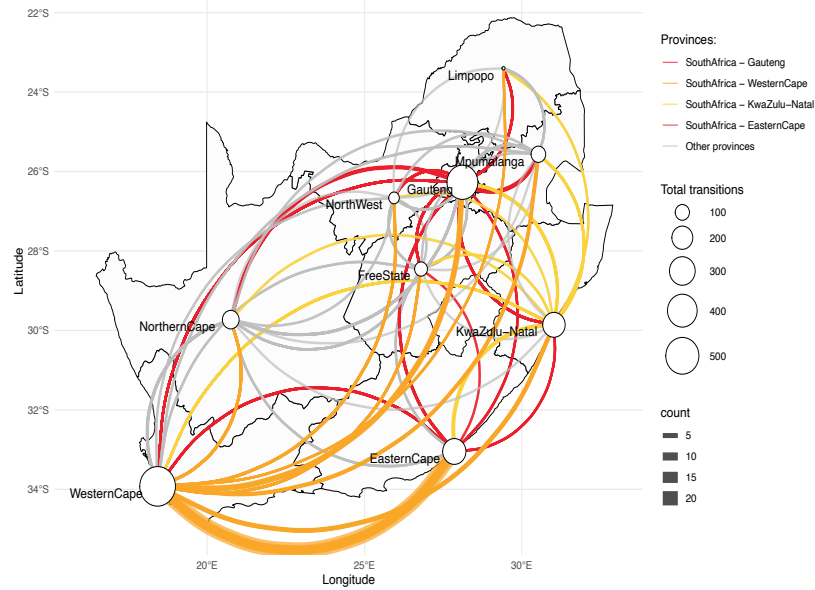 22°S
24°S
26°S
28°S
30°S
32°S
34°S
Latitude
20°E
25°E
30°E
Longitude
Limpopo
Mpumalanga
Gauteng
NorthWest
FreeState
NorthernCape
KwaZulu−Natal
EasternCape
WesternCape
Provinces:
SouthAfrica − Gauteng
SouthAfrica − WesternCape
SouthAfrica − KwaZulu−Natal
SouthAfrica − EasternCape
Other provinces
Total transitions
100
200
300
400
500
count
5
10
15
20